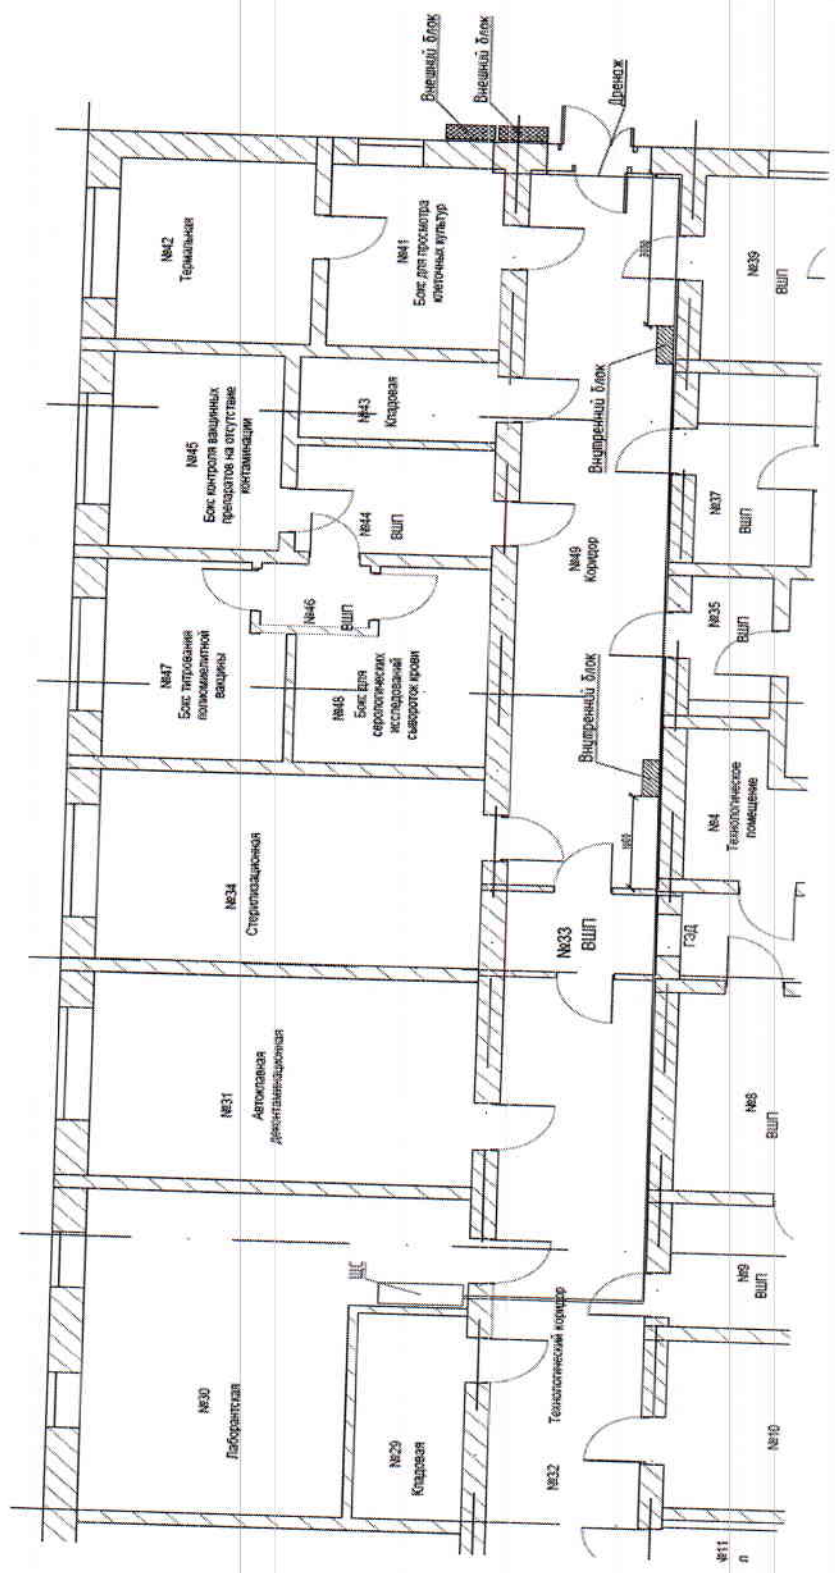 Внешний блок
Внешний блок
Дренаж
№42
Термальная
№41
Бокс для просмотра
клеточных культур
№39
ВШП
3000
Внутренний блок
№43
Кладовая
№45
Бокс контроля вакцинных
препаратов на отсутствие
контаминации
№44
ВШП
№37
ВШП
№49
Коридор
№35
ВШП
№46
ВШП
№47
Бокс титрования
полиомиелитной
вакцины
№48
Бокс для
серологических
исследований
сывороток крови
Внутренний блок
№4
Технологическое
помещение
№34
Стерилизационная
№33
ВШП
ГЭД
№31
Автоклавная
деконтаминационная
№8
ВШП
ЩС
№9
ВШП
№30
Лаборантская
№29
Кладовая
№32
Технологический коридор
№10
№11